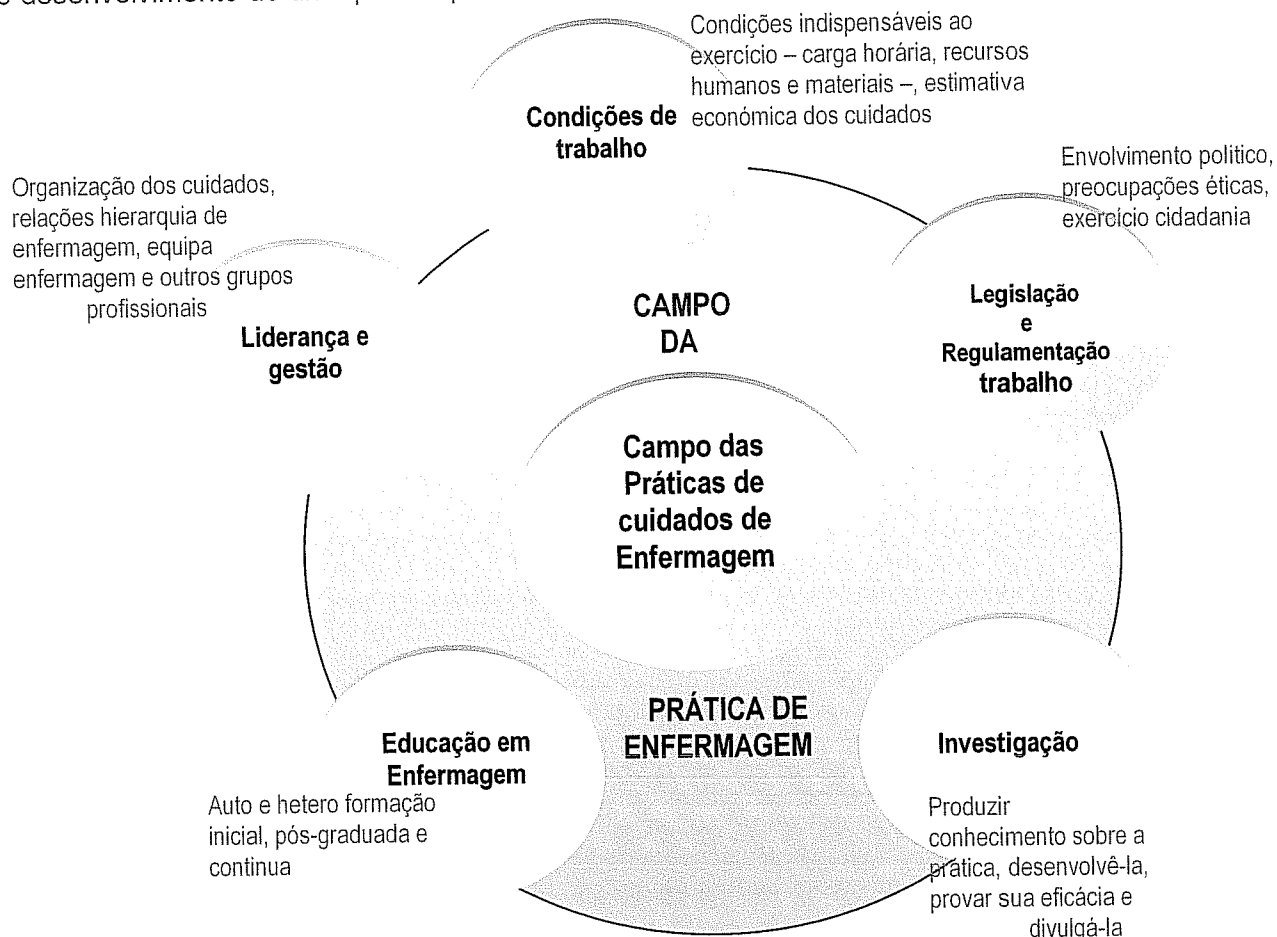 desenvolvimento
Condições indispensáveis ao
exercício – carga horária, recursos
humanos e materiais –, estimativa
económica dos cuidados
Condições de
trabalho
Envolvimento politico,
preocupações éticas,
exercício cidadania
Organização dos cuidados,
relações hierarquia de
enfermagem, equipa
enfermagem e outros grupos
profissionais
Legislação
e
Regulamentação
trabalho
Liderança e
gestão
CAMPO
DA
Campo das
Práticas de
cuidados de
Enfermagem
PRÁTICA DE
ENFERMAGEM
Educação em
Enfermagem
Auto e hetero formação
inicial, pós-graduada e
continua
Investigação
Produzir
conhecimento sobre a
prática, desenvolvê-la,
provar sua eficácia e
divulgá-la